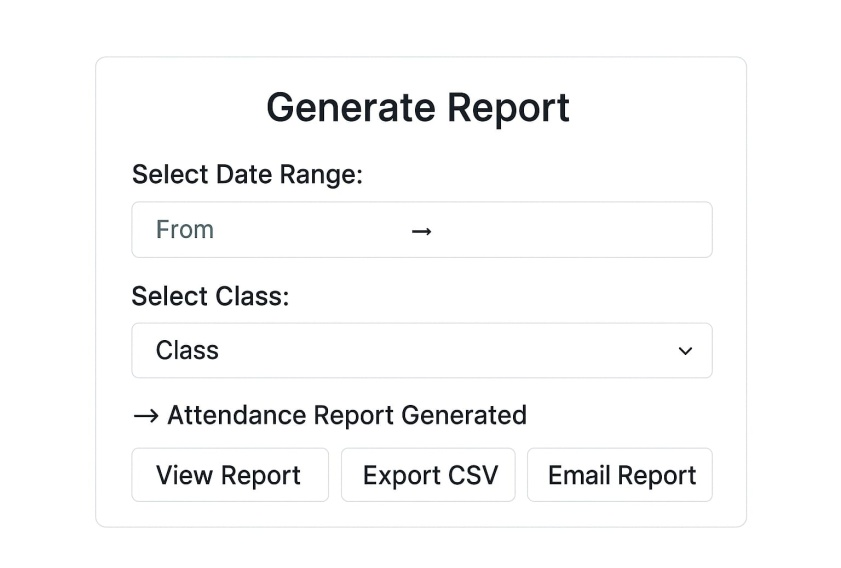 Generate Report
Select Date Range:
From →
Select Class:
Class
→ Attendance Report Generated
View Report Export CSV Email Report